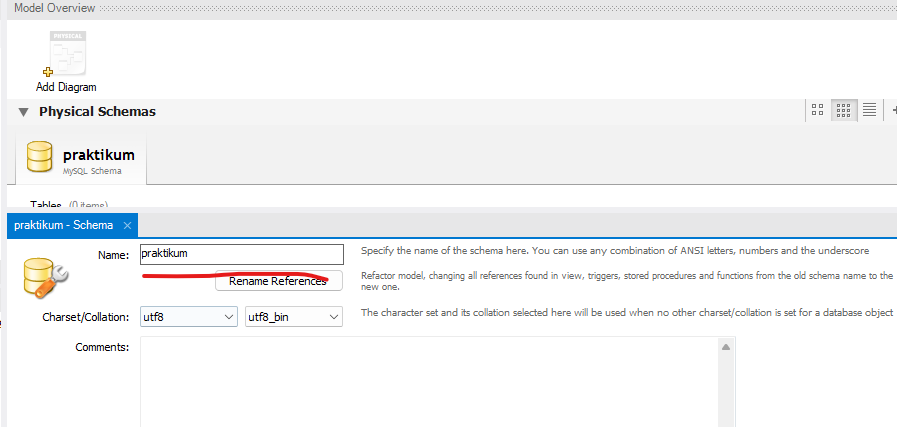 Model Overview
PHYSICAL
Add Diagram
Physical Schemas
praktikum
MySQL Schema
Tables (0 items)
praktikum - Schema
Name: praktikum Specify the name of the schema here. You can use any combination of ANSI letters, numbers and the underscore
Rename References Refactor model, changing all references found in view, triggers, stored procedures and functions from the old schema name to the
new one.
Charset/Collation: utf8 utf8_bin The character set and its collation selected here will be used when no other charset/collation is set for a database object
Comments: